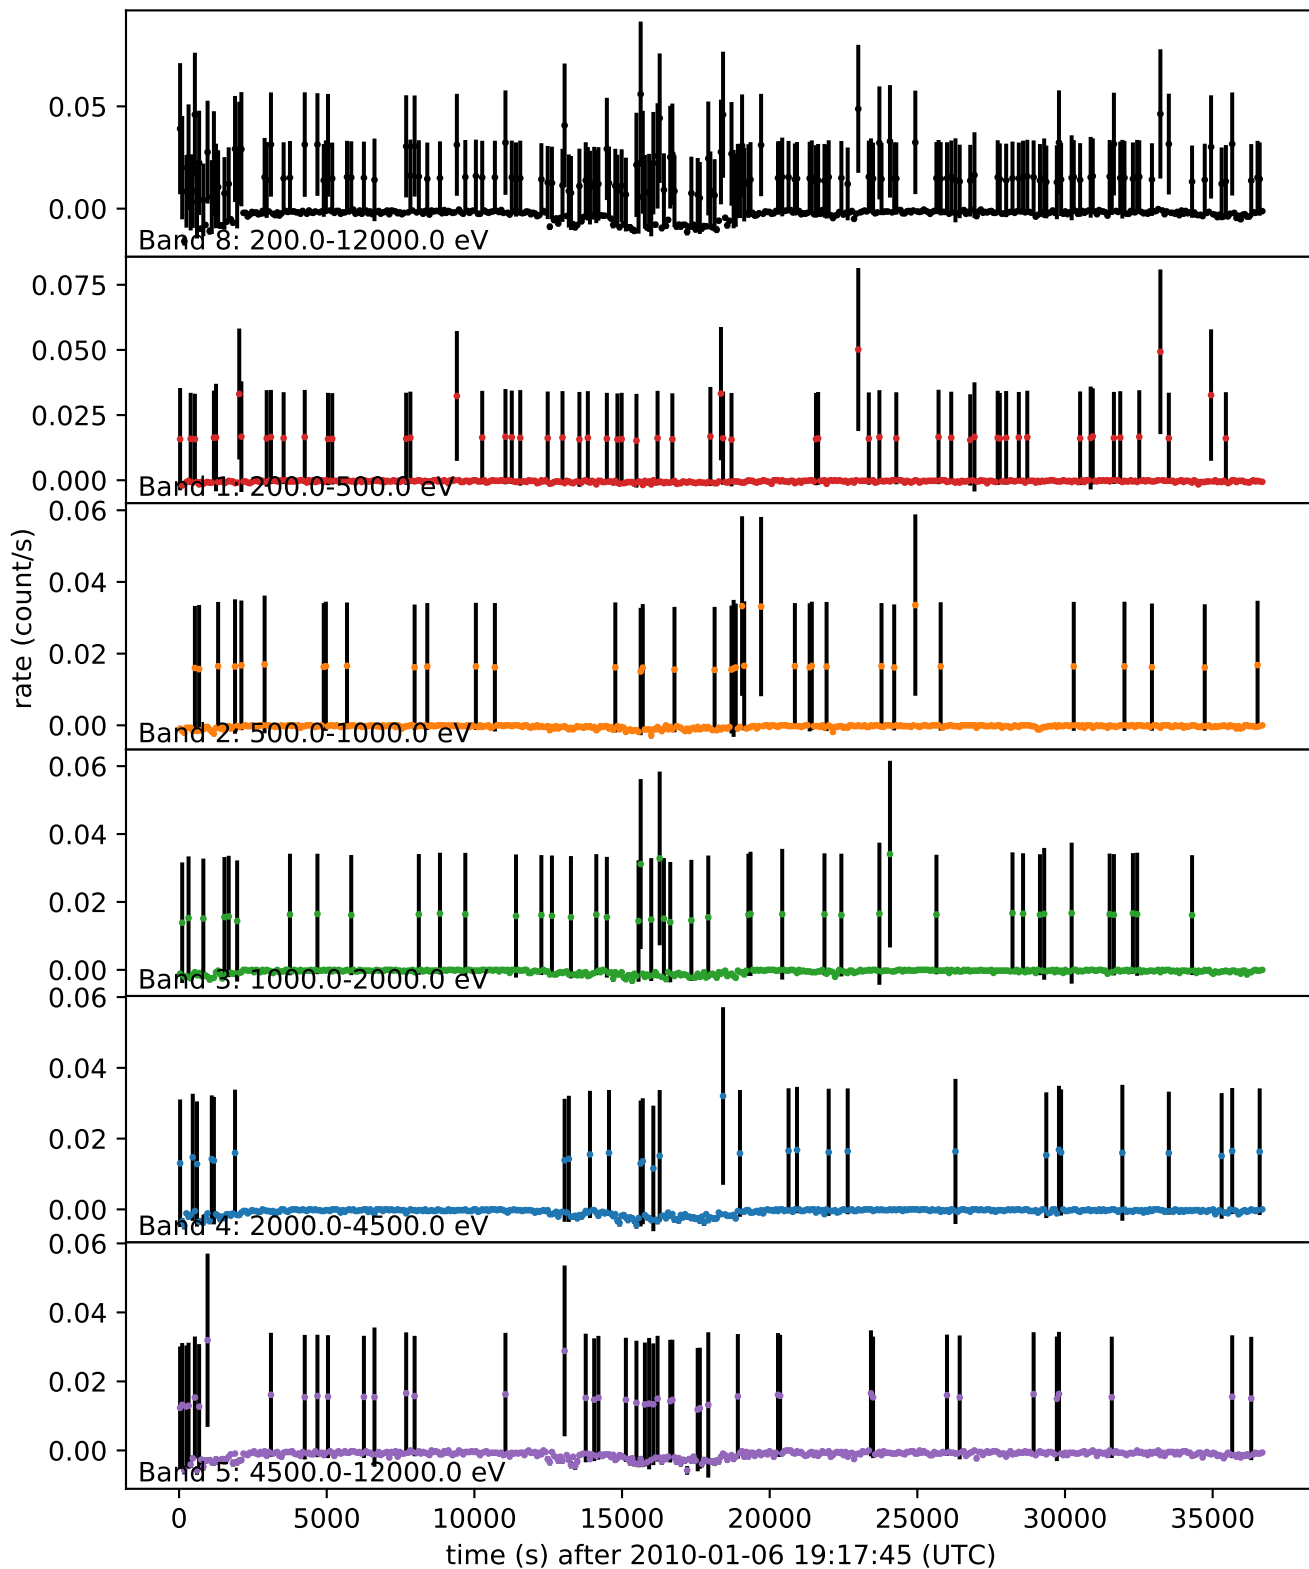 0.05
0.00
Band 8: 200.0-12000.0 eV
0.075
0.050
0.025
0.000
Band 1: 200.0-500.0 eV
0.06
0.04
0.02
0.00
Band 2: 500.0-1000.0 eV
rate (count/s)
0.06
0.04
0.02
0.00
Band 3: 1000.0-2000.0 eV
0.06
0.04
0.02
0.00
Band 4: 2000.0-4500.0 eV
0.06
0.04
0.02
0.00
Band 5: 4500.0-12000.0 eV
0 5000 10000 15000 20000 25000 30000 35000
time (s) after 2010-01-06 19:17:45 (UTC)